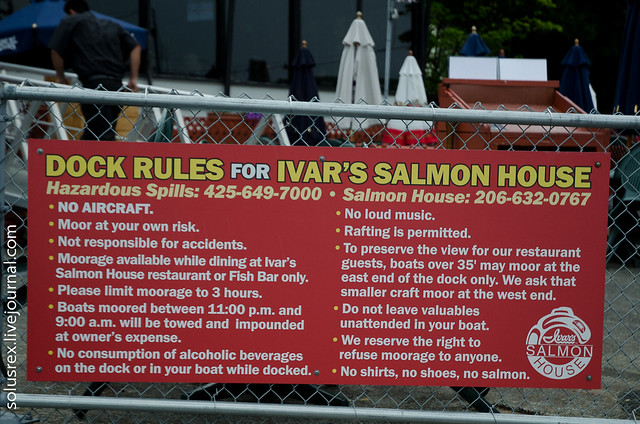 DOCK RULES FOR IVAR'S SALMON HOUSE
Hazardous Spills: 425-649-7000 • Salmon House: 206-632-0767
• NO AIRCRAFT.
• Moor at your own risk.
• Not responsible for accidents.
• Moorage available while dining at Ivar's
Salmon House restaurant or Fish Bar only.
• Please limit moorage to 3 hours.
• Boats moored between 11:00 p.m. and
9:00 a.m. will be towed and impounded
at owner's expense.
• No consumption of alcoholic beverages
on the dock or in your boat while docked.
• No loud music.
• Rafting is permitted.
• To preserve the view for our restaurant
guests, boats over 35' may moor at the
east end of the dock only. We ask that
smaller craft moor at the west end.
• Do not leave valuables
unattended in your boat.
• We reserve the right to
refuse moorage to anyone.
• No shirts, no shoes, no salmon.
Ivar's
SALMON
HOUSE
solusrex.livejournal.com